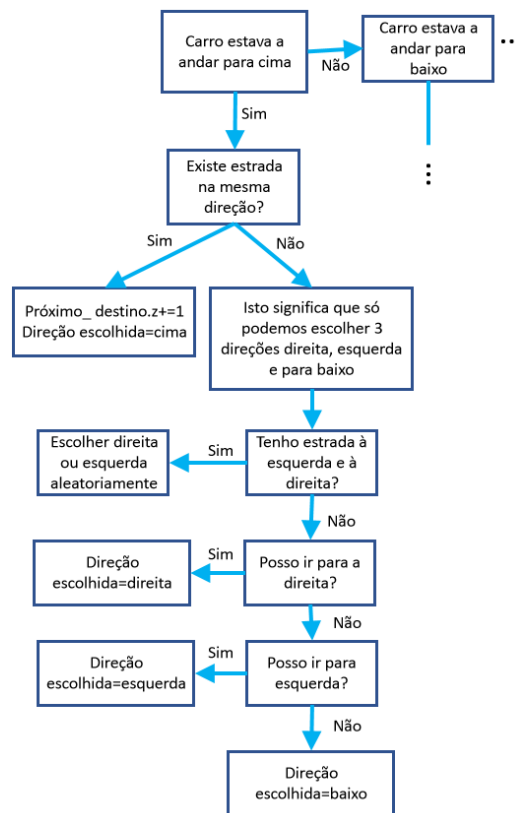 Carro estava a
andar para cima
Não
Carro estava a
andar para
baixo
..
Sim
⋮
Existe estrada
na mesma
direção?
Sim
Não
Próximo_ destino.z+=1
Direção escolhida=cima
Isto significa que só
podemos escolher 3
direções direita, esquerda
e para baixo
Escolher direita
ou esquerda
aleatoriamente
Sim
Tenho estrada à
esquerda e à
direita?
Não
Direção
escolhida=direita
Sim
Posso ir para a
direita?
Não
Direção
escolhida=esquerda
Sim
Posso ir para
esquerda?
Não
Direção
escolhida=baixo